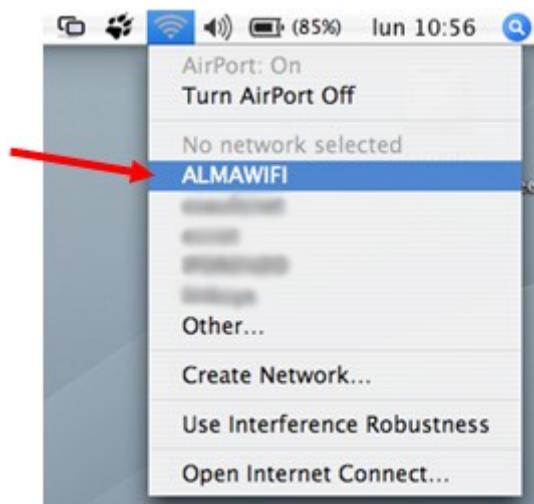 (85%) lun 10:56
AirPort: On
Turn AirPort Off
No network selected
ALMAWIFI
Other...
Create Network...
Use Interference Robustness
Open Internet Connect...